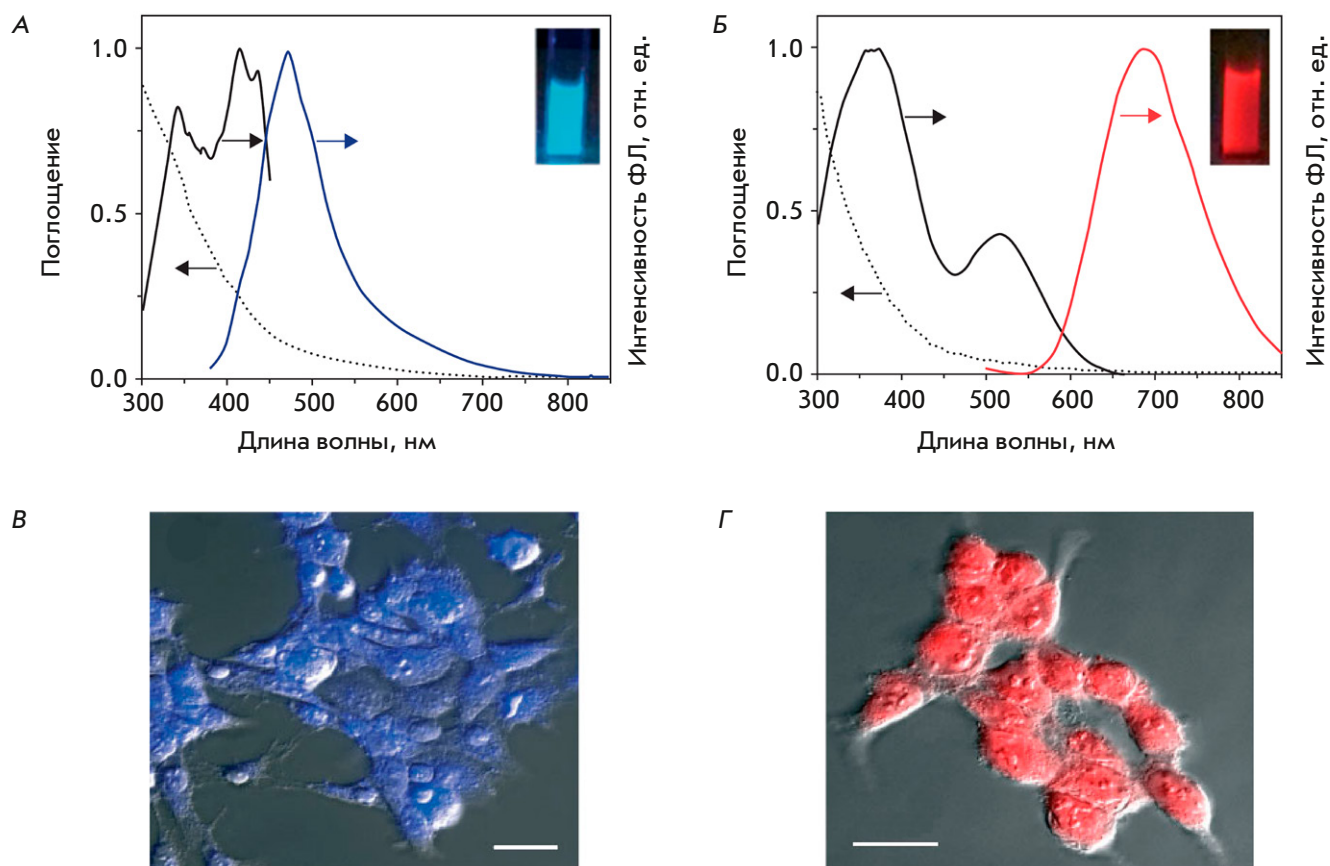 А
1.0
0.5
0.0
Поглощение
Интенсивность ФЛ, отн. ед.
300 400 500 600 700 800
Длина волны, нм
Б
1.0
0.5
0.0
Поглощение
Интенсивность ФЛ, отн. ед.
300 400 500 600 700 800
Длина волны, нм
В
Г